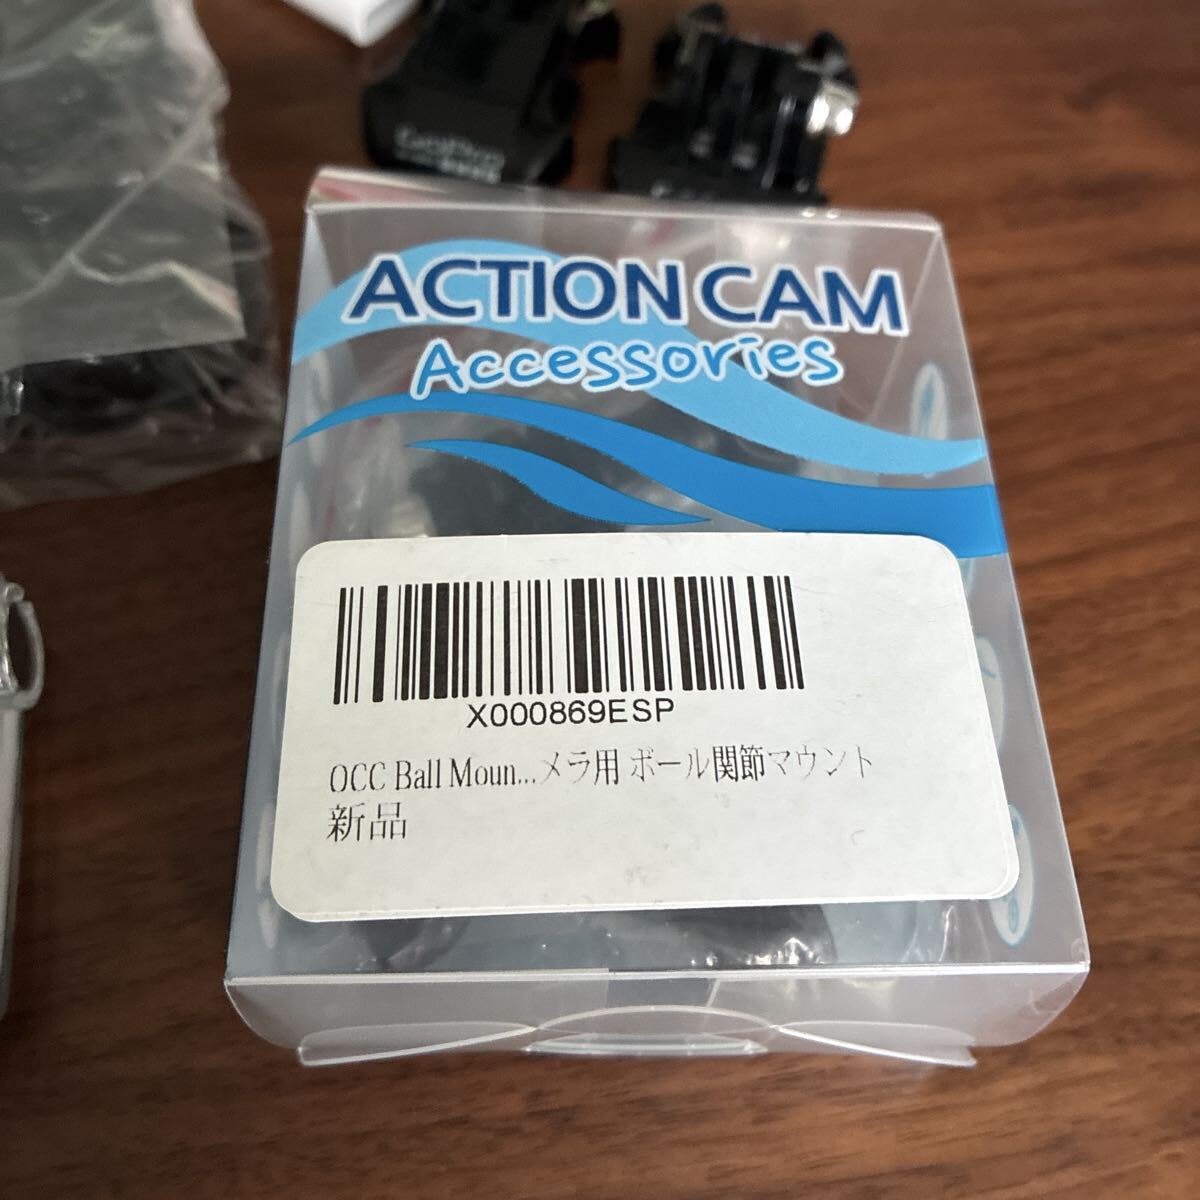 GoPro
ACTION CAM
Accessories
X000869ESP
OCC Ball Moun...メラ用 ボール関節マウント
新品